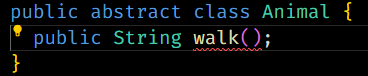 public abstract class Animal {
  public String walk();
}